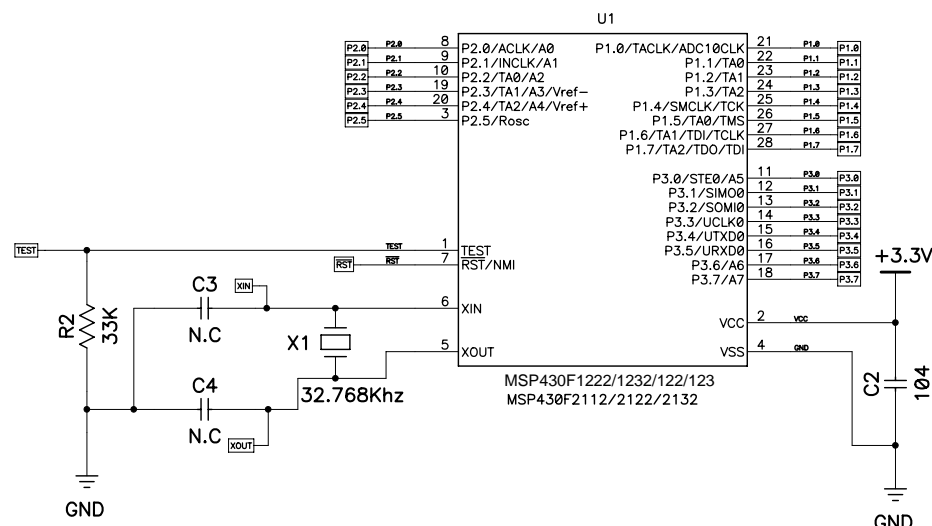 U1
P2.0 P2.0 8 P2.0/ACLK/A0 P1.0/TACLK/ADC10CLK 21 P1.0 P1.0
P2.1 P2.1 9 P2.1/INCLK/A1 P1.1/TA0 22 P1.1 P1.1
P2.2 P2.2 10 P2.2/TA0/A2 P1.2/TA1 23 P1.2 P1.2
P2.3 P2.3 19 P2.3/TA1/A3/Vref- P1.3/TA2 24 P1.3 P1.3
P2.4 P2.4 20 P2.4/TA2/A4/Vref+ P1.4/SMCLK/TCK 25 P1.4 P1.4
P2.5 P2.5 3 P2.5/Rosc P1.5/TA0/TMS 26 P1.5 P1.5
P1.6/TA1/TDI/TCLK 27 P1.6 P1.6
P1.7/TA2/TDO/TDI 28 P1.7 P1.7
P3.0/STE0/A5 11 P3.0 P3.0
P3.1/SIMO0 12 P3.1 P3.1
P3.2/SOMI0 13 P3.2 P3.2
P3.3/UCLK0 14 P3.3 P3.3
P3.4/UTXD0 15 P3.4 P3.4
TEST TEST 1 TEST P3.5/URXD0 16 P3.5 P3.5
RST RST 7 RST/NMI P3.6/A6 17 P3.6 P3.6
P3.7/A7 18 P3.7 P3.7
+3.3V
C3 XIN 6 XIN
R2 33K
N.C
VCC 2 VCC
X1 5 XOUT VSS 4 GND
C4 32.768Khz
N.C XOUT
MSP430F1222/1232/122/123
MSP430F2112/2122/2132
C2 104
GND
GND